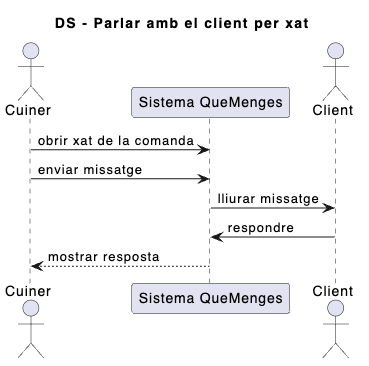 DS - Parlar amb el client per xat
Cuiner
Sistema QueMenges
Client
obrir xat de la comanda
enviar missatge
lliurar missatge
respondre
mostrar resposta
Cuiner
Sistema QueMenges
Client